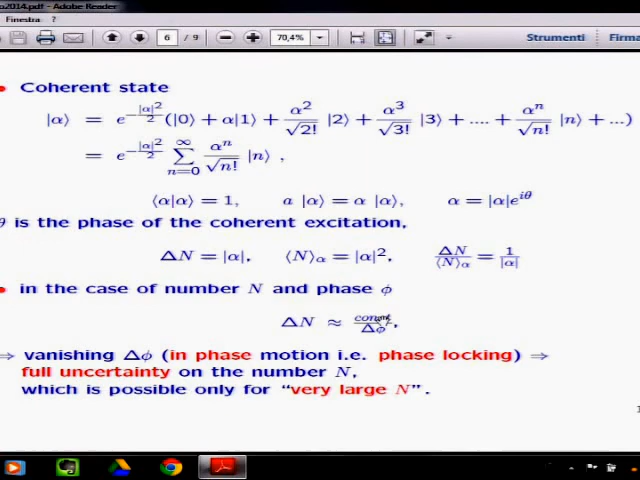 o2014.pdf - Adobe Reader
Finestra ?
6 / 9 70,4% Strumenti Firma
• Coherent state
|α⟩ = e^{-|α|²/2}(|0⟩ + α|1⟩ + α²/√2! |2⟩ + α³/√3! |3⟩ + .... + αⁿ/√n! |n⟩ + ...)
= e^{-|α|²/2} ∑_{n=0}^{∞} αⁿ/√n! |n⟩ ,
⟨α|α⟩ = 1, a |α⟩ = α |α⟩, α = |α|e^{iθ}
θ is the phase of the coherent excitation,
ΔN = |α|, ⟨N⟩_α = |α|², ΔN/⟨N⟩_α = 1/|α|
• in the case of number N and phase ϕ
ΔN ≈ const/Δϕ,
⇒ vanishing Δϕ (in phase motion i.e. phase locking) ⇒
full uncertainty on the number N,
which is possible only for “very large N”.